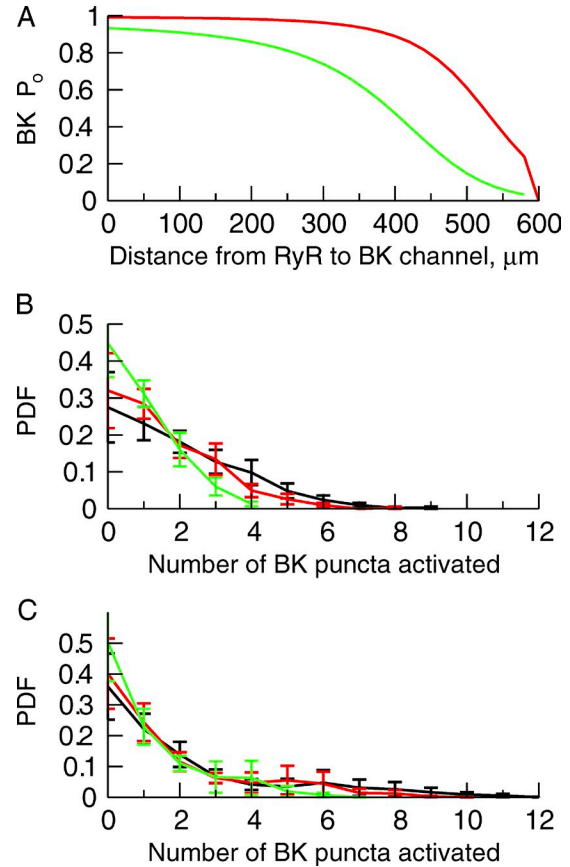 A
BK Po
1
0.8
0.6
0.4
0.2
0
0 100 200 300 400 500 600
Distance from RyR to BK channel, μm
B
PDF
0.5
0.4
0.3
0.2
0.1
0
0 2 4 6 8 10 12
Number of BK puncta activated
C
PDF
0.5
0.4
0.3
0.2
0.1
0
0 2 4 6 8 10 12
Number of BK puncta activated